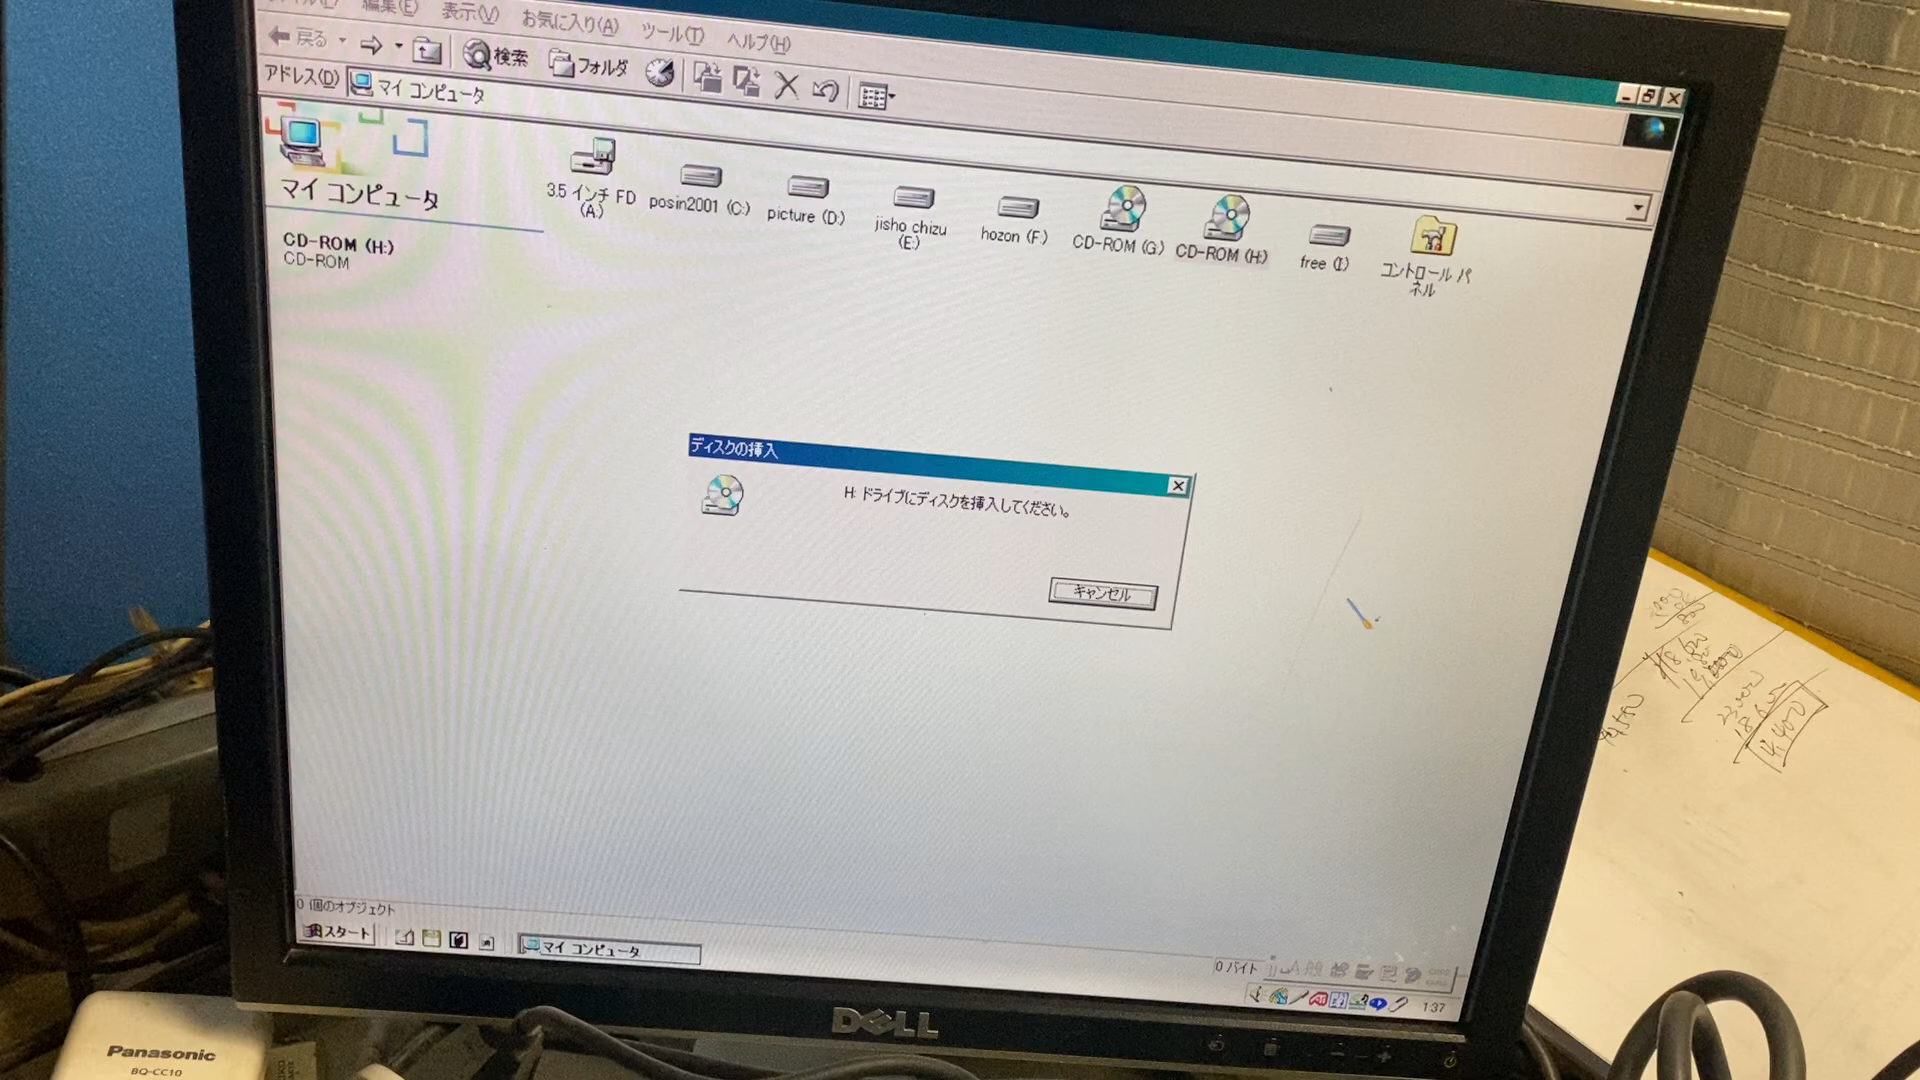 編集(E) 表示(V) お気に入り(A) ツール(T) ヘルプ(H)
戻る 検索 フォルダ
アドレス(D) マイ コンピュータ
マイ コンピュータ
CD-ROM (H:)
CD-ROM
3.5 インチ FD
(A:)
posin2001 (C:)
picture (D:)
jisho chizu
(E:)
hozon (F:)
CD-ROM (G:)
CD-ROM (H:)
free (I:)
コントロール パ
ネル
ディスクの挿入
H: ドライブにディスクを挿入してください。
キャンセル
0 個のオブジェクト
0 バイト
スタート
マイ コンピュータ
1:37
DELL
Panasonic
BQ-CC10